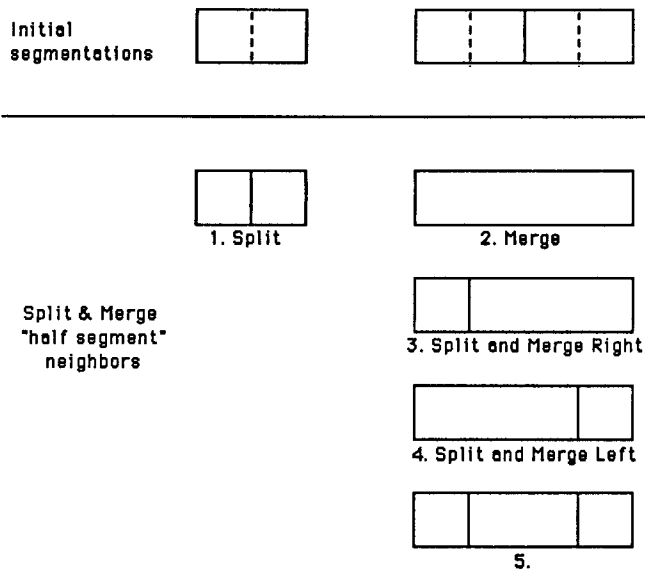 Initial
segmentations
1. Split
2. Merge
Split & Merge
"half segment"
neighbors
3. Split and Merge Right
4. Split and Merge Left
5.